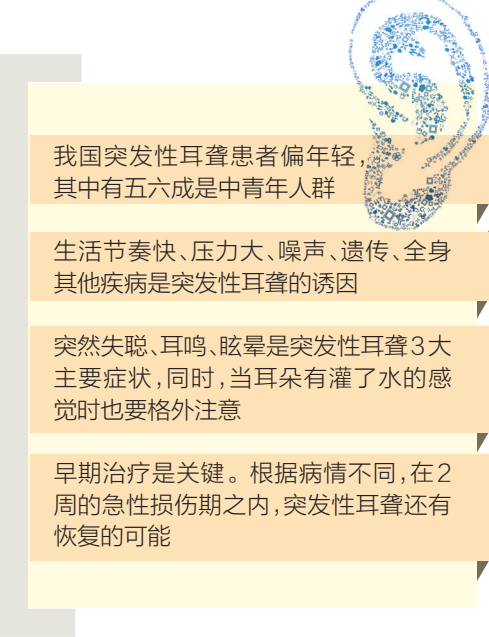 我国突发性耳聋患者偏年轻，
其中有五六成是中青年人群
生活节奏快、压力大、噪声、遗传、全身
其他疾病是突发性耳聋的诱因
突然失聪、耳鸣、眩晕是突发性耳聋3大
主要症状，同时，当耳朵有灌了水的感
觉时也要格外注意
早期治疗是关键。根据病情不同，在2
周的急性损伤期之内，突发性耳聋还有
恢复的可能